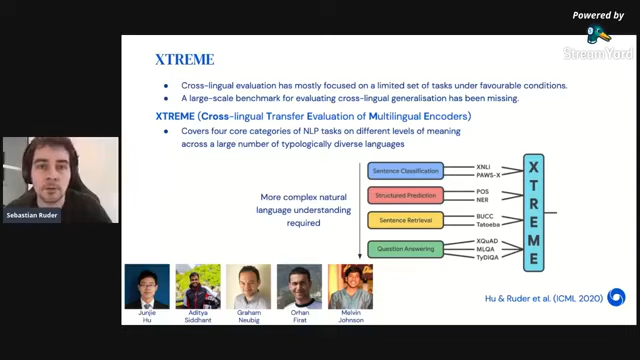 Powered by
StreamYard
XTREME
Cross-lingual evaluation has mostly focused on a limited set of tasks under favourable conditions.
A large-scale benchmark for evaluating cross-lingual generalisation has been missing.
XTREME (Cross-lingual Transfer Evaluation of Multilingual Encoders)
Covers four core categories of NLP tasks on different levels of meaning
across a large number of typologically diverse languages
More complex natural
language understanding
required
Sentence Classification
XNLi
PAWS-X
Structured Prediction
POS
NER
Sentence Retrieval
BUCC
Tatoeba
Question Answering
XQuAD
MLQA
TyDiQA
XTREME
Sebastian Ruder
Junjie
Hu
Aditya
Siddhant
Graham
Neubig
Orhan
Firat
Melvin
Johnson
Hu & Ruder et al. (ICML 2020)